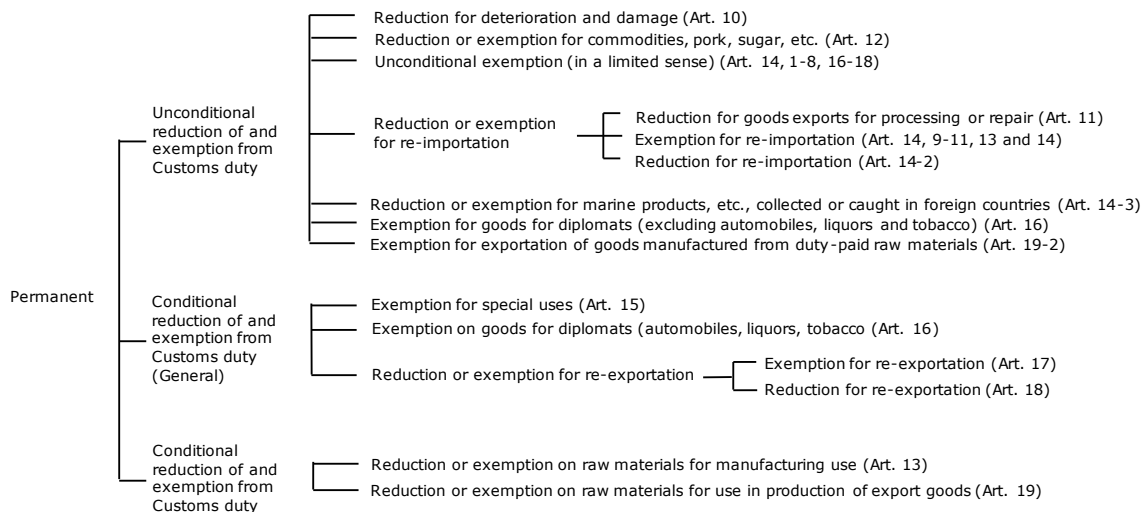 Permanent
Unconditional
reduction of and
exemption from
Customs duty
Reduction for deterioration and damage (Art. 10)
Reduction or exemption for commodities, pork, sugar, etc. (Art. 12)
Unconditional exemption (in a limited sense) (Art. 14, 1-8, 16-18)
Reduction or exemption
for re-importation
Reduction for goods exports for processing or repair (Art. 11)
Exemption for re-importation (Art. 14, 9-11, 13 and 14)
Reduction for re-importation (Art. 14-2)
Reduction or exemption for marine products, etc., collected or caught in foreign countries (Art. 14-3)
Exemption for goods for diplomats (excluding automobiles, liquors and tobacco) (Art. 16)
Exemption for exportation of goods manufactured from duty-paid raw materials (Art. 19-2)
Conditional
reduction of and
exemption from
Customs duty
(General)
Exemption for special uses (Art. 15)
Exemption on goods for diplomats (automobiles, liquors, tobacco (Art. 16)
Reduction or exemption for re-exportation
Exemption for re-exportation (Art. 17)
Reduction for re-exportation (Art. 18)
Conditional
reduction of and
exemption from
Customs duty
Reduction or exemption on raw materials for manufacturing use (Art. 13)
Reduction or exemption on raw materials for use in production of export goods (Art. 19)